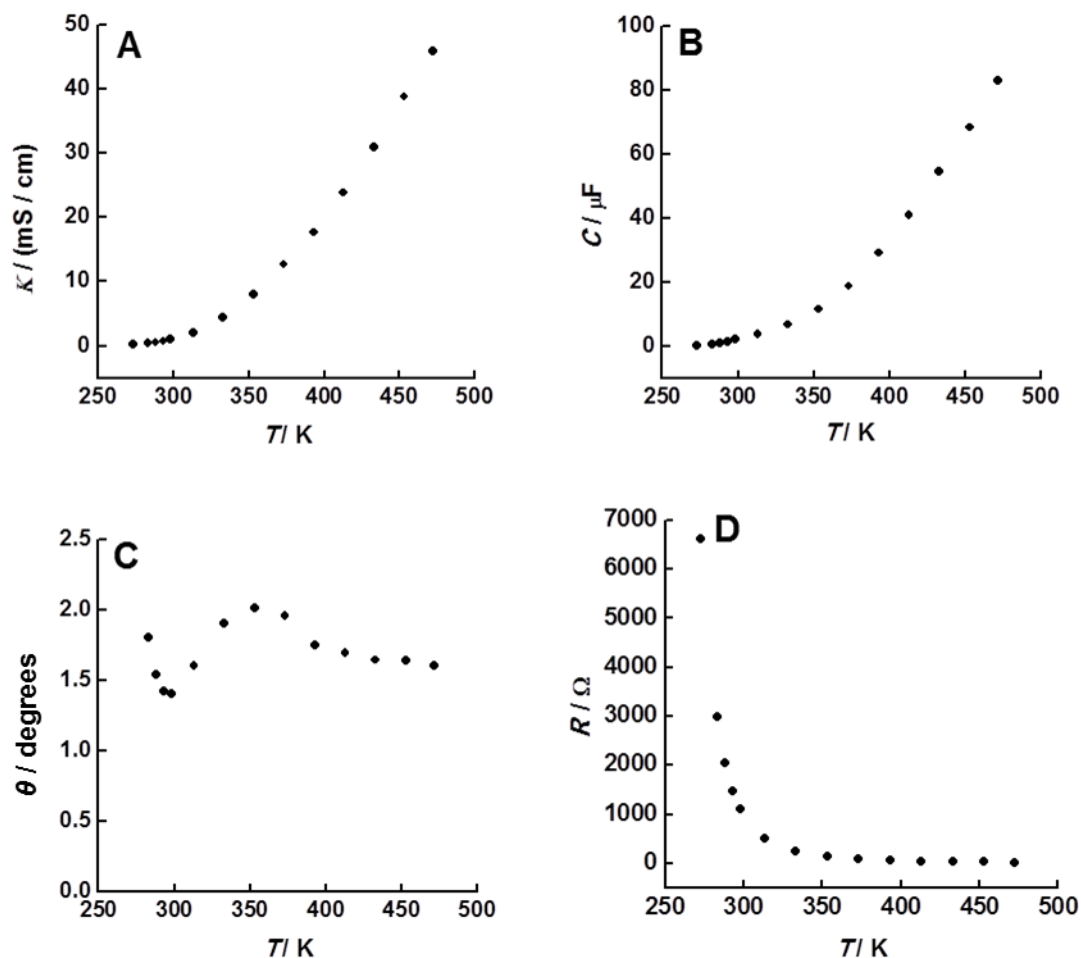 A
K / (mS / cm)
50
40
30
20
10
0
250 300 350 400 450 500
T / K
B
C / μF
100
80
60
40
20
0
250 300 350 400 450 500
T / K
C
θ / degrees
2.5
2.0
1.5
1.0
0.5
0.0
250 300 350 400 450 500
T / K
D
R / Ω
7000
6000
5000
4000
3000
2000
1000
0
250 300 350 400 450 500
T / K